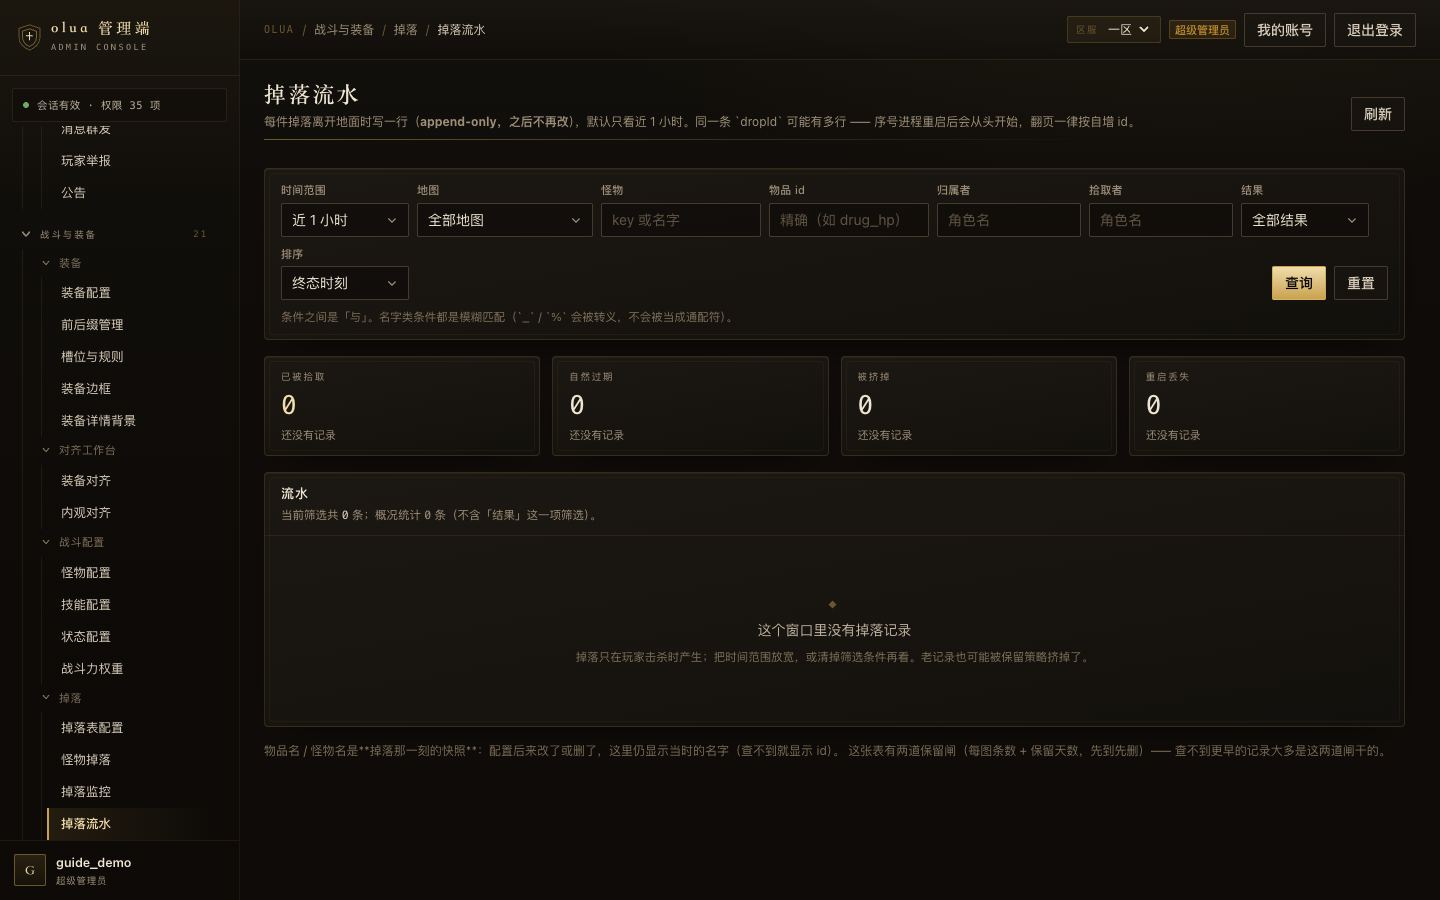 olua 管理端
ADMIN CONSOLE
会话有效 · 权限 35 项
消息群发
玩家举报
公告
战斗与装备 21
装备
装备配置
前后缀管理
槽位与规则
装备边框
装备详情背景
对齐工作台
装备对齐
内观对齐
战斗配置
怪物配置
技能配置
状态配置
战斗力权重
掉落
掉落表配置
怪物掉落
掉落监控
掉落流水
G
guide_demo
超级管理员
OLUA / 战斗与装备 / 掉落 / 掉落流水
区服 一区
超级管理员
我的账号
退出登录
掉落流水
每件掉落离开地面时写一行（append-only，之后不再改），默认只看近 1 小时。同一条 `dropId` 可能有多行 —— 序号进程重启后会从头开始，翻页一律按自增 id。
刷新
时间范围 地图 怪物 物品 id 归属者 拾取者 结果
近 1 小时 全部地图 key 或名字 精确（如 drug_hp） 角色名 角色名 全部结果
排序
终态时刻
查询 重置
条件之间是「与」。名字类条件都是模糊匹配（`_` / `%` 会被转义，不会被当成通配符）。
已被拾取
0
还没有记录
自然过期
0
还没有记录
被挤掉
0
还没有记录
重启丢失
0
还没有记录
流水
当前筛选共 0 条；概况统计 0 条（不含「结果」这一项筛选）。
这个窗口里没有掉落记录
掉落只在玩家击杀时产生；把时间范围放宽，或清掉筛选条件再看。老记录也可能被保留策略挤掉了。
物品名 / 怪物名是**掉落那一刻的快照**：配置后来改了或删了，这里仍显示当时的名字（查不到就显示 id）。 这张表有两道保留闸（每图条数 + 保留天数，先到先删）—— 查不到更早的记录大多是这两道闸干的。